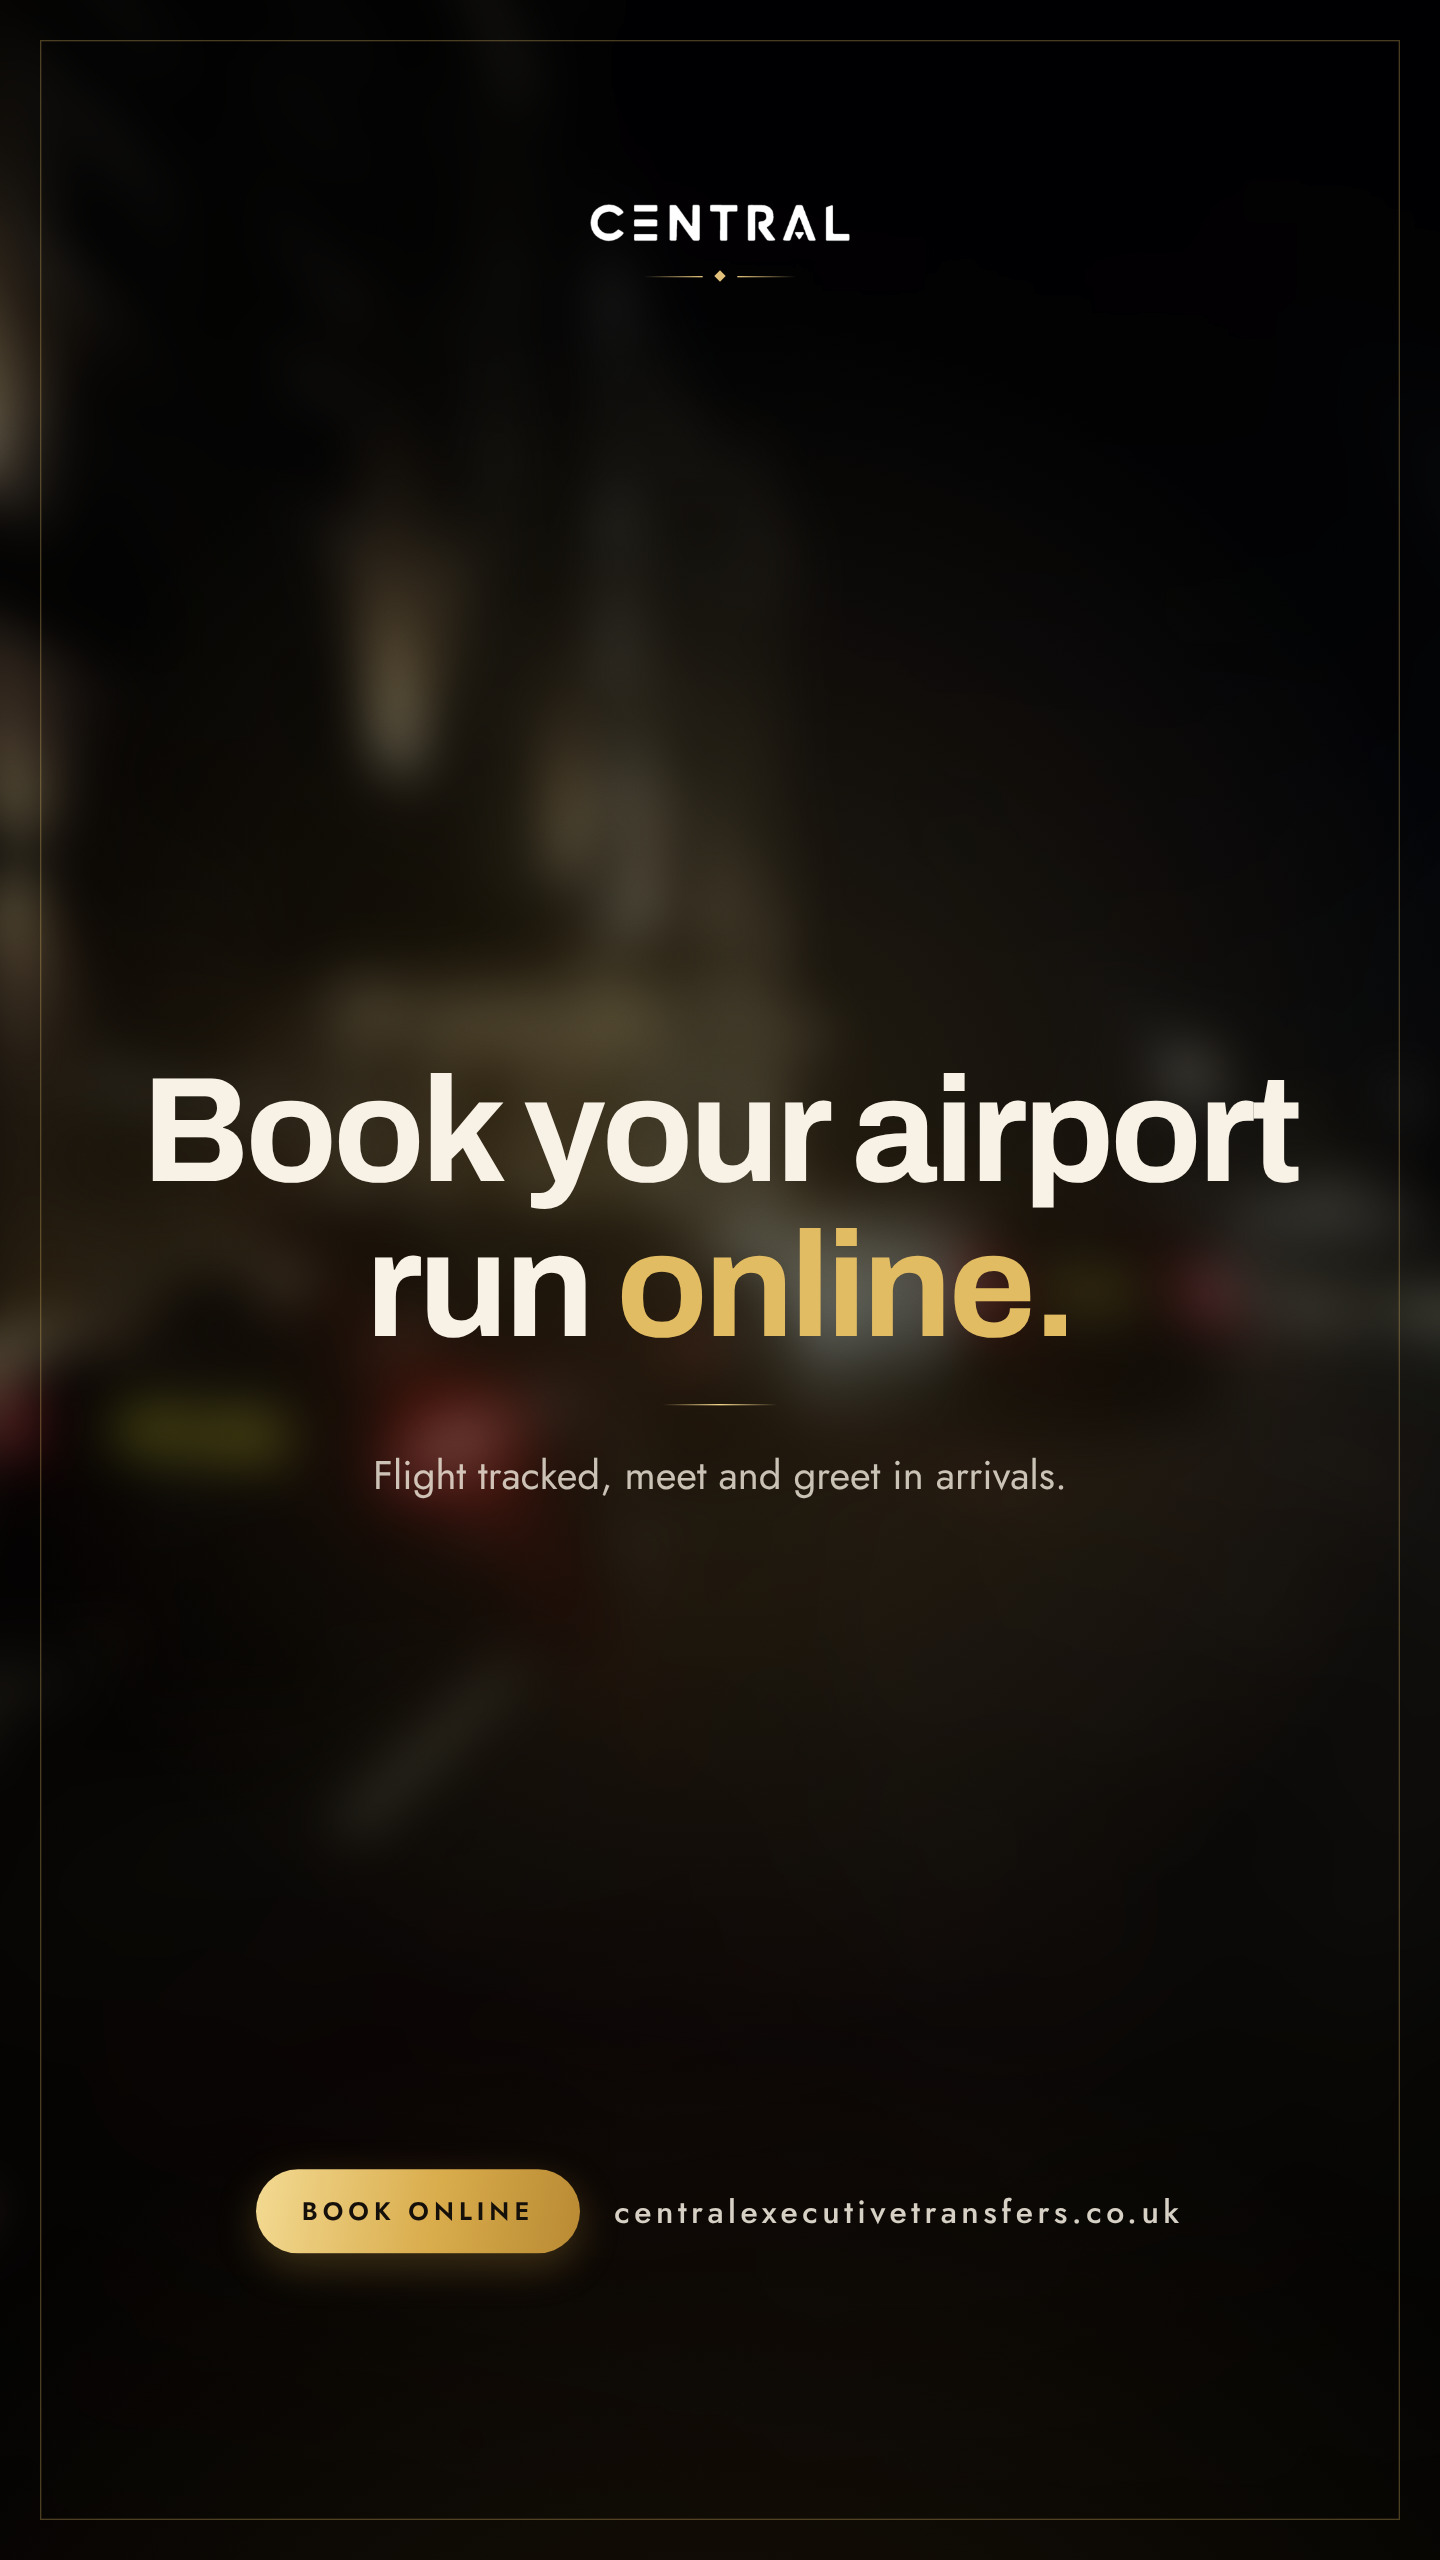 CENTRAL
Book your airport
run online.
Flight tracked, meet and greet in arrivals.
BOOK ONLINE
centralexecutivetransfers.co.uk